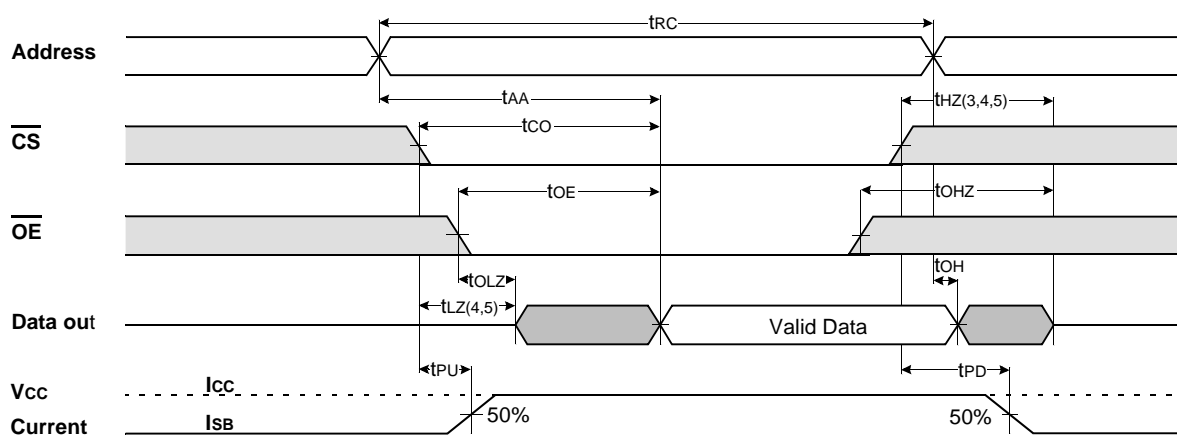 tRC
Address
tAA
tHZ(3,4,5)
CS
tCO
tOE
tOHZ
OE
tOH
tOLZ
tLZ(4,5)
Data out
Valid Data
tPU
tPD
VCC
ICC
50%
50%
Current
ISB